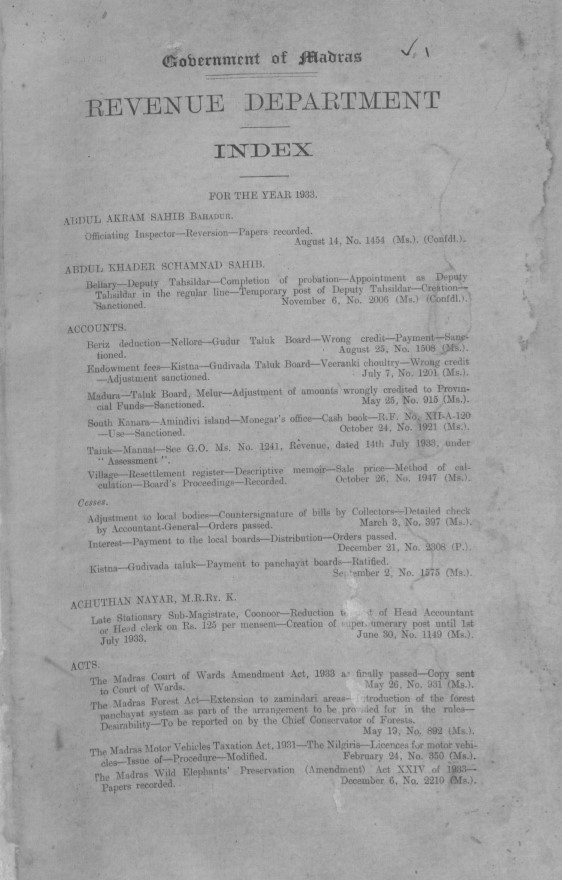 Government of Madras
REVENUE DEPARTMENT
INDEX
FOR THE YEAR 1933.
ABDUL AKRAM SAHIB BAHADUR.
Officiating Inspector—Reversion—Papers recorded.
August 14, No. 1454 (Ms.) (Confdl.).
ABDUL KHADER SCHAMNAD SAHIB.
Bellary—Deputy Tahsildar—Completion of probation—Appointment as Deputy
Tahsildar in the regular line—Temporary post of Deputy Tahsildar—Creation—
Sanctioned. November 6, No. 2006 (Ms.) (Confdl.).
ACCOUNTS.
Beriz deduction—Nellore—Gudur Taluk Board—Wrong credit—Payment—Sanc-
tioned. August 25, No. 1508 (Ms.).
Endowment fees—Kistna—Gudivada Taluk Board—Veeranki choultry—Wrong credit
—Adjustment sanctioned. July 7, No. 1201 (Ms.).
Madura—Taluk Board, Melur—Adjustment of amounts wrongly credited to Provin-
cial Funds—Sanctioned. May 25, No. 915 (Ms.).
South Kanara—Amindivi island—Monegar's office—Cash book—R.F. No. XII-A-120
—Use—Sanctioned. October 24, No. 1921 (Ms.).
Taluk—Manual—See G.O. Ms. No. 1241, Revenue, dated 14th July 1933, under
" Assessment ".
Village—Resettlement register—Descriptive memoir—Sale price—Method of cal-
culation—Board's Proceedings—Recorded. October 26, No. 1947 (Ms.).
Cesses.
Adjustment to local bodies—Countersignature of bills by Collectors—Detailed check
by Accountant-General—Orders passed. March 3, No. 397 (Ms.).
Interest—Payment to the local boards—Distribution—Orders passed.
December 21, No. 2308 (P.).
Kistna—Gudivada taluk—Payment to panchayat boards—Ratified.
September 2, No. 1575 (Ms.).
ACHUTHAN NAYAR, M.R.RY. K.
Late Stationary Sub-Magistrate, Coonoor—Reduction of Head Accountant
or Head clerk on Rs. 125 per mensem—Creation of supernumerary post until 1st
July 1933. June 30, No. 1149 (Ms.).
ACTS.
The Madras Court of Wards Amendment Act, 1933 as finally passed—Copy sent
to Court of Wards. May 26, No. 931 (Ms.).
The Madras Forest Act—Extension to zamindari areas—Introduction of the forest
panchayat system as part of the arrangement to be provided for in the rules—
Desirability—To be reported on by the Chief Conservator of Forests.
May 19, No. 892 (Ms.).
The Madras Motor Vehicles Taxation Act, 1931—The Nilgiris—Licences for motor vehi-
cles—Issue of—Procedure—Modified. February 24, No. 350 (Ms.).
The Madras Wild Elephants' Preservation (Amendment) Act XXIV of 1933—
Papers recorded. December 6, No. 2210 (Ms.).